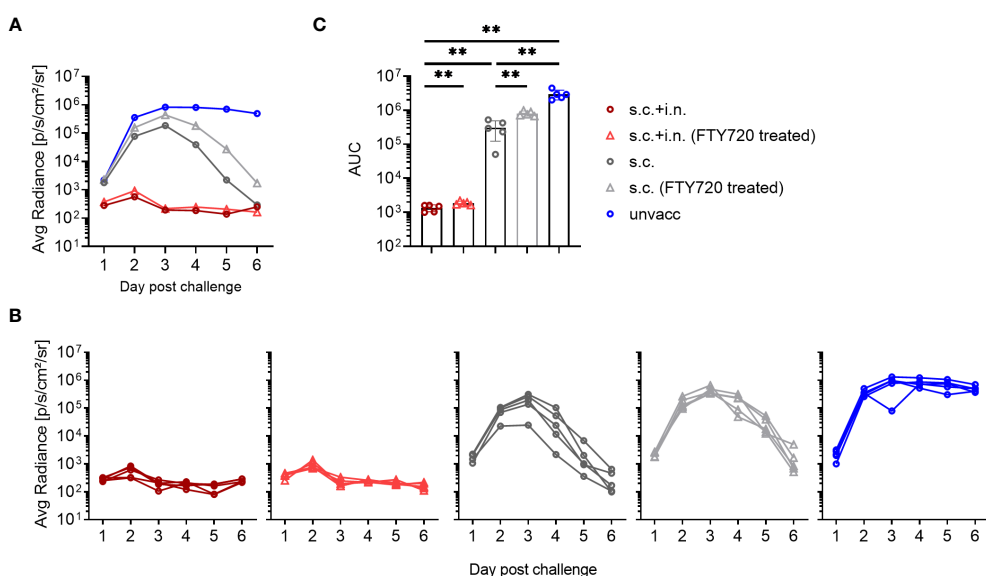 A
Avg Radiance [p/s/cm²/sr]
10⁷
10⁶
10⁵
10⁴
10³
10²
10¹
1 2 3 4 5 6
Day post challenge
C
AUC
10⁷
10⁶
10⁵
10⁴
10³
10²
**
** **
** **
s.c.+i.n.
s.c.+i.n. (FTY720 treated)
s.c.
s.c. (FTY720 treated)
unvacc
B
Avg Radiance [p/s/cm²/sr]
10⁷
10⁶
10⁵
10⁴
10³
10²
10¹
1 2 3 4 5 6 1 2 3 4 5 6 1 2 3 4 5 6 1 2 3 4 5 6 1 2 3 4 5 6
Day post challenge